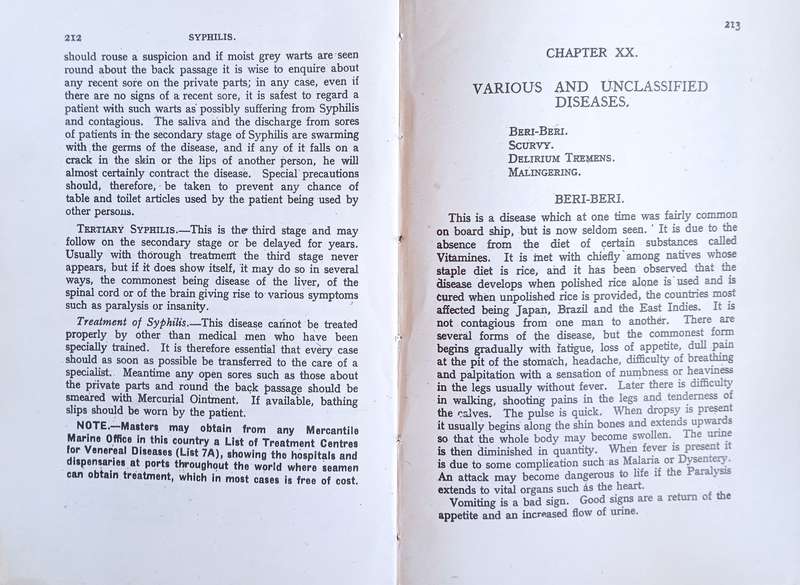 212 SYPHILIS.
should rouse a suspicion and if moist grey warts are seen
round about the back passage it is wise to enquire about
any recent sore on the private parts; in any case, even if
there are no signs of a recent sore, it is safest to regard a
patient with such warts as possibly suffering from Syphilis
and contagious. The saliva and the discharge from sores
of patients in the secondary stage of Syphilis are swarming
with the germs of the disease, and if any of it falls on a
crack in the skin or the lips of another person, he will
almost certainly contract the disease. Special precautions
should, therefore, be taken to prevent any chance of
table and toilet articles used by the patient being used by
other persons.
TERTIARY SYPHILIS.—This is the third stage and may
follow on the secondary stage or be delayed for years.
Usually with thorough treatment the third stage never
appears, but if it does show itself, it may do so in several
ways, the commonest being disease of the liver, of the
spinal cord or of the brain giving rise to various symptoms
such as paralysis or insanity.
Treatment of Syphilis.—This disease cannot be treated
properly by other than medical men who have been
specially trained. It is therefore essential that every case
should as soon as possible be transferred to the care of a
specialist. Meantime any open sores such as those about
the private parts and round the back passage should be
smeared with Mercurial Ointment. If available, bathing
slips should be worn by the patient.
NOTE.—Masters may obtain from any Mercantile
Marine Office in this country a List of Treatment Centres
for Venereal Diseases (List 7A), showing the hospitals and
dispensaries at ports throughout the world where seamen
can obtain treatment, which in most cases is free of cost.
213
CHAPTER XX.
VARIOUS AND UNCLASSIFIED
DISEASES.
BERI-BERI.
SCURVY.
DELIRIUM TREMENS.
MALINGERING.
BERI-BERI.
This is a disease which at one time was fairly common
on board ship, but is now seldom seen. It is due to the
absence from the diet of certain substances called
Vitamines. It is met with chiefly among natives whose
staple diet is rice, and it has been observed that the
disease develops when polished rice alone is used and is
cured when unpolished rice is provided, the countries most
affected being Japan, Brazil and the East Indies. It is
not contagious from one man to another. There are
several forms of the disease, but the commonest form
begins gradually with fatigue, loss of appetite, dull pain
at the pit of the stomach, headache, difficulty of breathing
and palpitation with a sensation of numbness or heaviness
in the legs usually without fever. Later there is difficulty
in walking, shooting pains in the legs and tenderness of
the calves. The pulse is quick. When dropsy is present
it usually begins along the shin bones and extends upwards
so that the whole body may become swollen. The urine
is then diminished in quantity. When fever is present it
is due to some complication such as Malaria or Dysentery.
An attack may become dangerous to life if the Paralysis
extends to vital organs such as the heart.
Vomiting is a bad sign. Good signs are a return of the
appetite and an increased flow of urine.